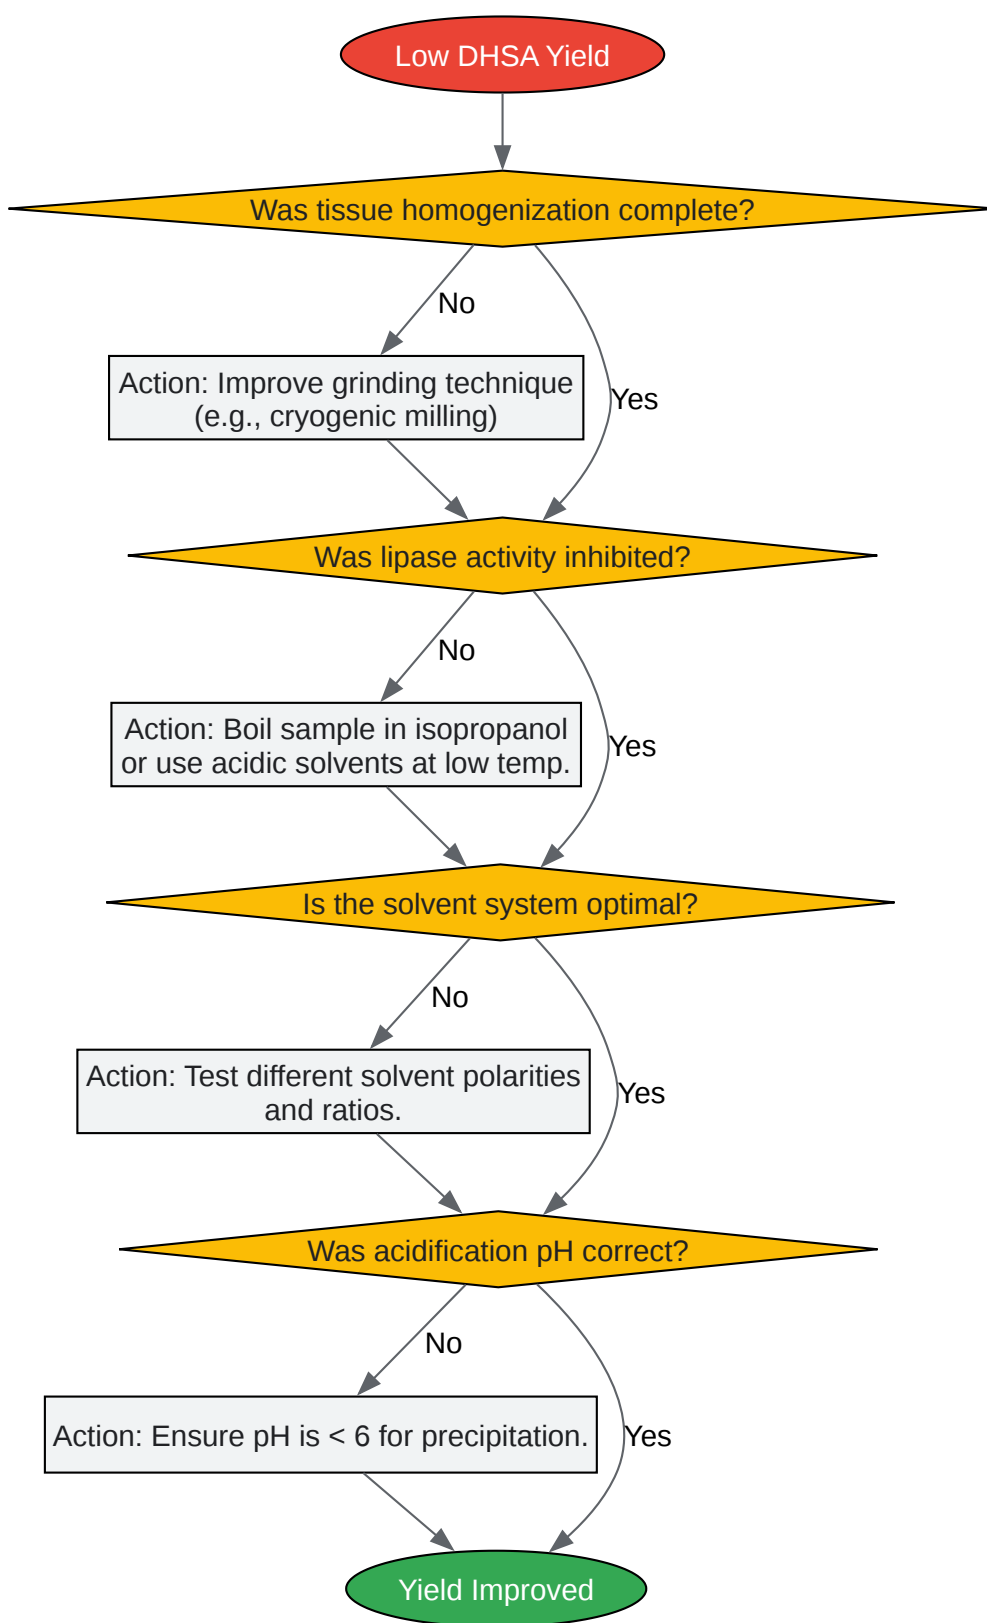 Low DHSA Yield
Was tissue homogenization complete?
No
Action: Improve grinding technique
(e.g., cryogenic milling)
Yes
Was lipase activity inhibited?
No
Action: Boil sample in isopropanol
or use acidic solvents at low temp.
Yes
Is the solvent system optimal?
No
Action: Test different solvent polarities
and ratios.
Yes
Was acidification pH correct?
No
Action: Ensure pH is < 6 for precipitation.
Yes
Yield Improved